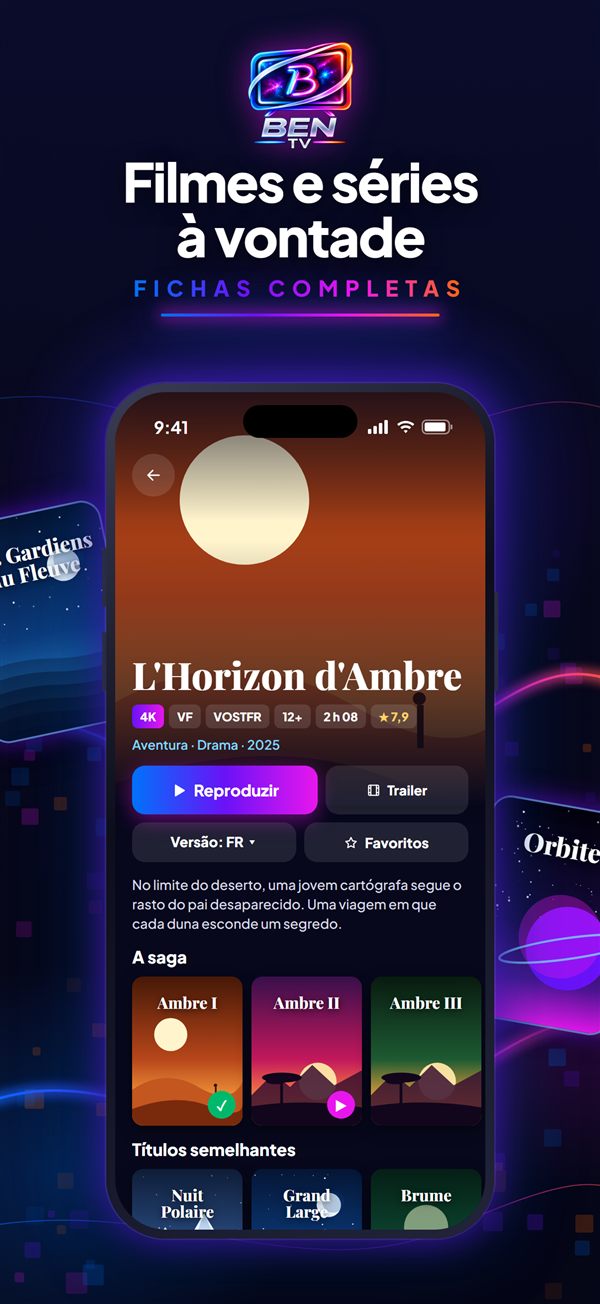 B
BEN
TV
Filmes e séries
à vontade
FICHAS COMPLETAS
9:41
Gardiens
du Fleuve
L'Horizon d'Ambre
4K VF VOSTFR 12+ 2 h 08 ★ 7,9
Aventura · Drama · 2025
Reproduzir
Trailer
Versão: FR
Favoritos
No limite do deserto, uma jovem cartógrafa segue o
rasto do pai desaparecido. Uma viagem em que
cada duna esconde um segredo.
Orbite
A saga
Ambre I
Ambre II
Ambre III
Títulos semelhantes
Nuit
Polaire
Grand
Large
Brume